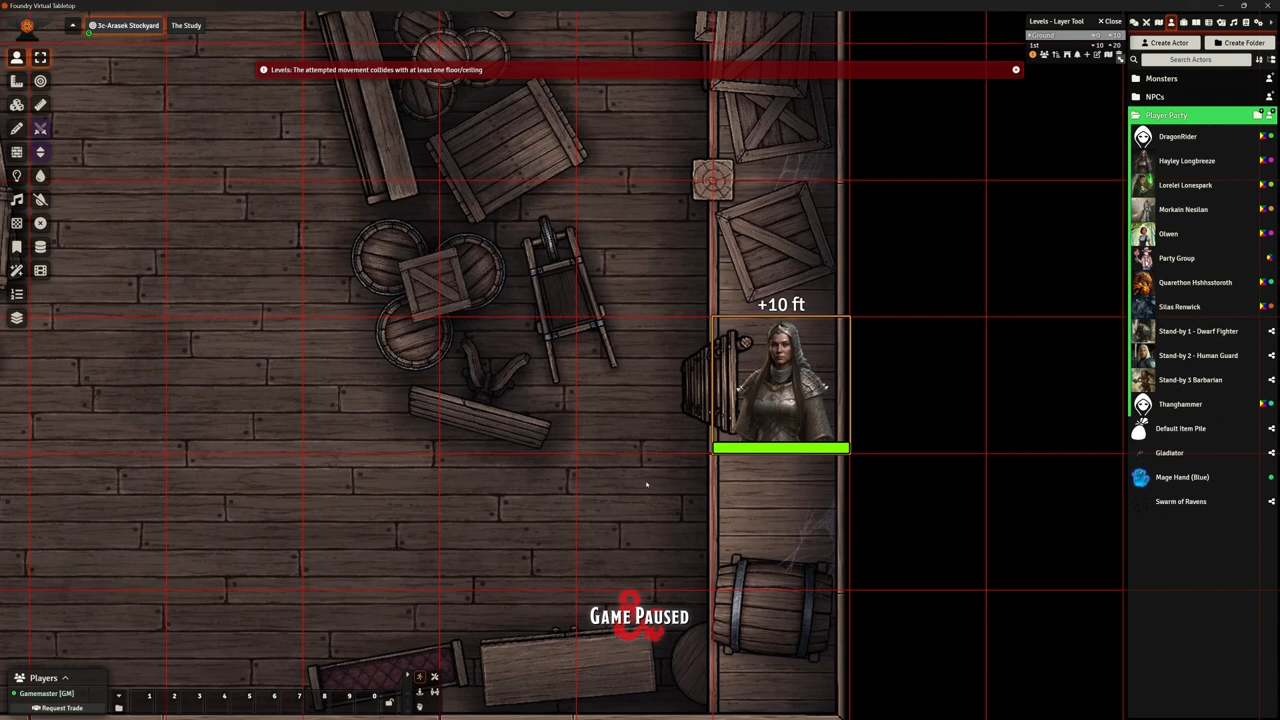 Foundry Virtual Tabletop
3c-Arasek Stockyard
The Study
Levels - Layer Tool
Close
Ground 0 10
1st 10 20
Levels: The attempted movement collides with at least one floor/ceiling
Create Actor
Create Folder
Search Actors
Monsters
NPCs
Player Party
DragonRider
Hayley Longbreeze
Lorelei Lonespark
Morkain Nesilan
Olwen
Party Group
Quarethon Hshhsstoroth
Silas Renwick
Stand-by 1 - Dwarf Fighter
Stand-by 2 - Human Guard
Stand-by 3 Barbarian
Thanghammer
Default Item Pile
Gladiator
Mage Hand (Blue)
Swarm of Ravens
+10 ft
GAME PAUSED
Players
Gamemaster [GM]
Request Trade
1 2 3 4 5 6 7 8 9 0